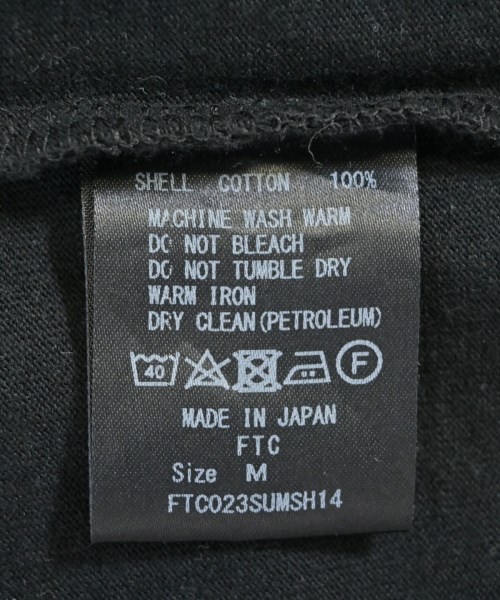 SHELL COTTON 100%
MACHINE WASH WARM
DO NOT BLEACH
DO NOT TUMBLE DRY
WARM IRON
DRY CLEAN(PETROLEUM)
40 F
MADE IN JAPAN
FTC
Size M
FTC023SUMSH14